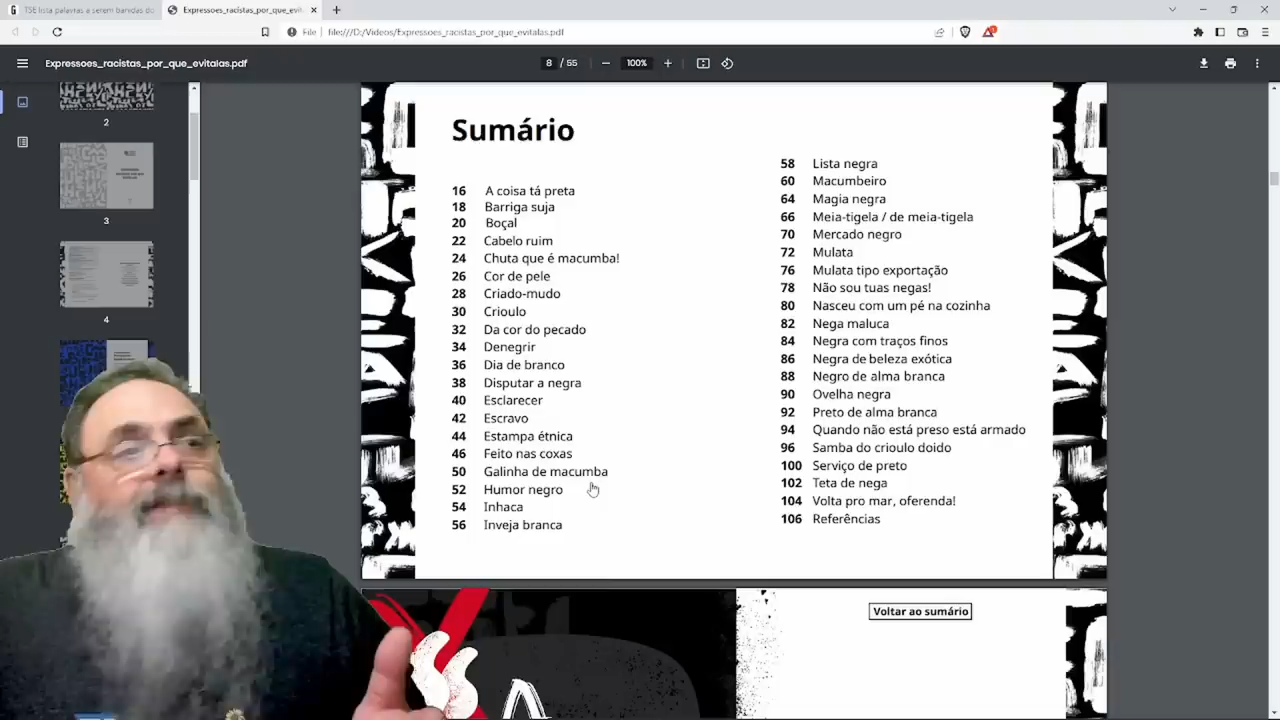 TSE lista palavras a serem banidas do
Expressoes_racistas_por_que_evit
File
file:///D:/Videos/Expressoes_racistas_por_que_evitalas.pdf
Expressoes_racistas_por_que_evitalas.pdf
8 / 55
100%
2
3
4
Sumário
16 A coisa tá preta
18 Barriga suja
20 Boçal
22 Cabelo ruim
24 Chuta que é macumba!
26 Cor de pele
28 Criado-mudo
30 Crioulo
32 Da cor do pecado
34 Denegrir
36 Dia de branco
38 Disputar a negra
40 Esclarecer
42 Escravo
44 Estampa étnica
46 Feito nas coxas
50 Galinha de macumba
52 Humor negro
54 Inhaca
56 Inveja branca
58 Lista negra
60 Macumbeiro
64 Magia negra
66 Meia-tigela / de meia-tigela
70 Mercado negro
72 Mulata
76 Mulata tipo exportação
78 Não sou tuas negas!
80 Nasceu com um pé na cozinha
82 Nega maluca
84 Negra com traços finos
86 Negra de beleza exótica
88 Negro de alma branca
90 Ovelha negra
92 Preto de alma branca
94 Quando não está preso está armado
96 Samba do crioulo doido
100 Serviço de preto
102 Teta de nega
104 Volta pro mar, oferenda!
106 Referências
Voltar ao sumário